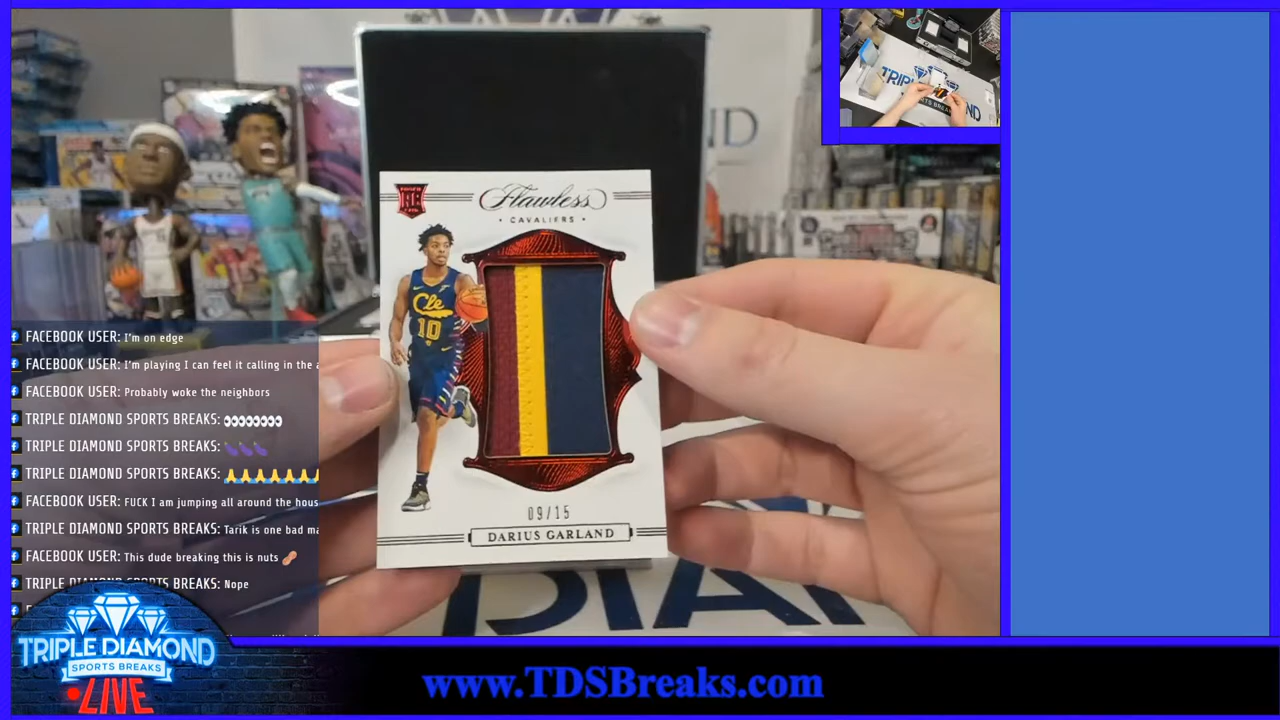 Flawless
• CAVALIERS •
Cle
10
09/15
DARIUS GARLAND
FACEBOOK USER: I'm on edge
FACEBOOK USER: I'm playing I can feel it calling in the a
FACEBOOK USER: Probably woke the neighbors
TRIPLE DIAMOND SPORTS BREAKS: 👀👀👀👀
TRIPLE DIAMOND SPORTS BREAKS: 🍆🍆🍆
TRIPLE DIAMOND SPORTS BREAKS: 🙏🙏🙏🙏🙏🙏🙏
FACEBOOK USER: FUCK I am jumping all around the hous
TRIPLE DIAMOND SPORTS BREAKS: Tarik is one bad ma
FACEBOOK USER: This dude breaking this is nuts 🥜
TRIPLE DIAMOND SPORTS BREAKS: Nope
TRIPLE DIAMOND
SPORTS BREAKS
LIVE
www.TDSBreaks.com